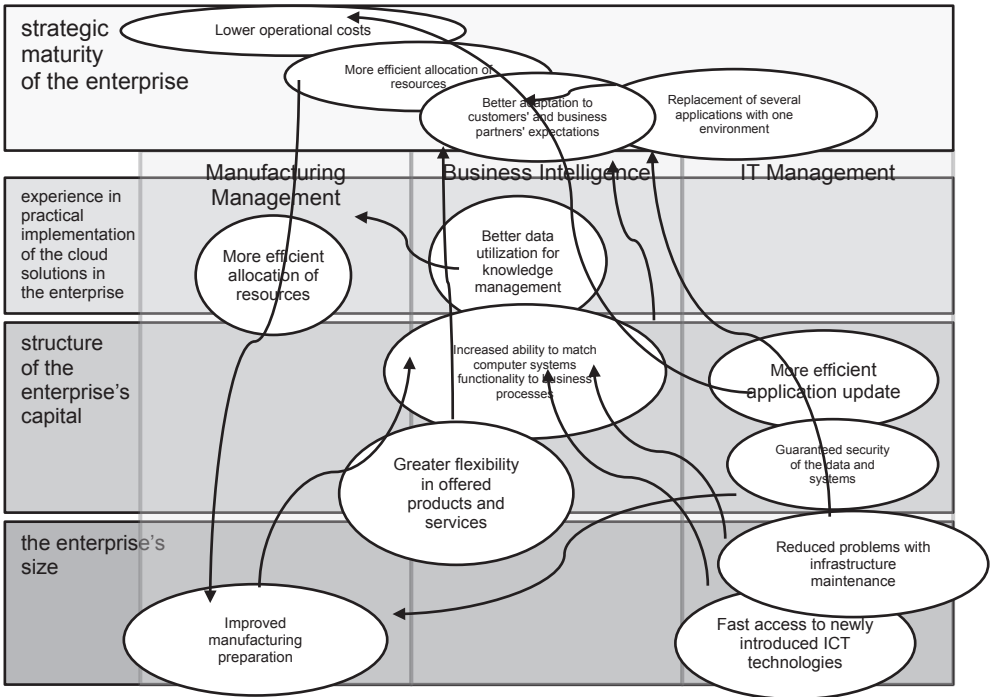 strategic
maturity
of the enterprise
Lower operational costs
More efficient allocation of
resources
Better adaptation to
customers' and business
partners' expectations
Replacement of several
applications with one
environment
Manufacturing
Management
Business Intelligence
IT Management
experience in
practical
implementation
of the cloud
solutions in
the enterprise
More efficient
allocation of
resources
Better data
utilization for
knowledge
management
structure
of the
enterprise's
capital
Increased ability to match
computer systems
functionality to business
processes
More efficient
application update
Guaranteed security
of the data and
systems
Greater flexibility
in offered
products and
services
the enterprise's
size
Reduced problems with
infrastructure
maintenance
Improved
manufacturing
preparation
Fast access to newly
introduced ICT
technologies